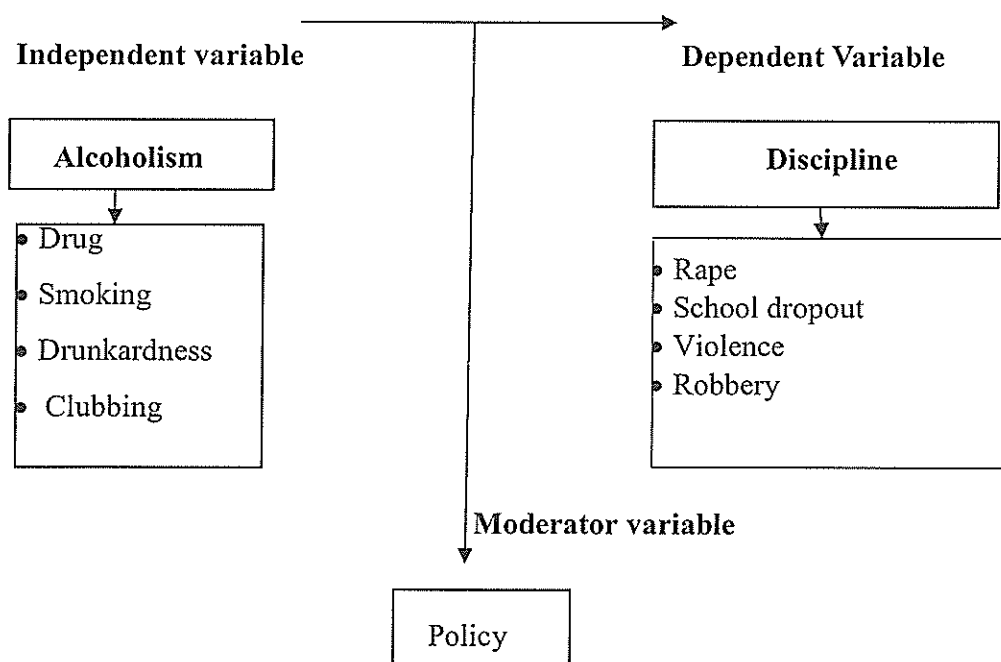 Independent variable
Dependent Variable
Alcoholism
Discipline
• Drug
• Smoking
• Drunkardness
• Clubbing
• Rape
• School dropout
• Violence
• Robbery
Moderator variable
Policy